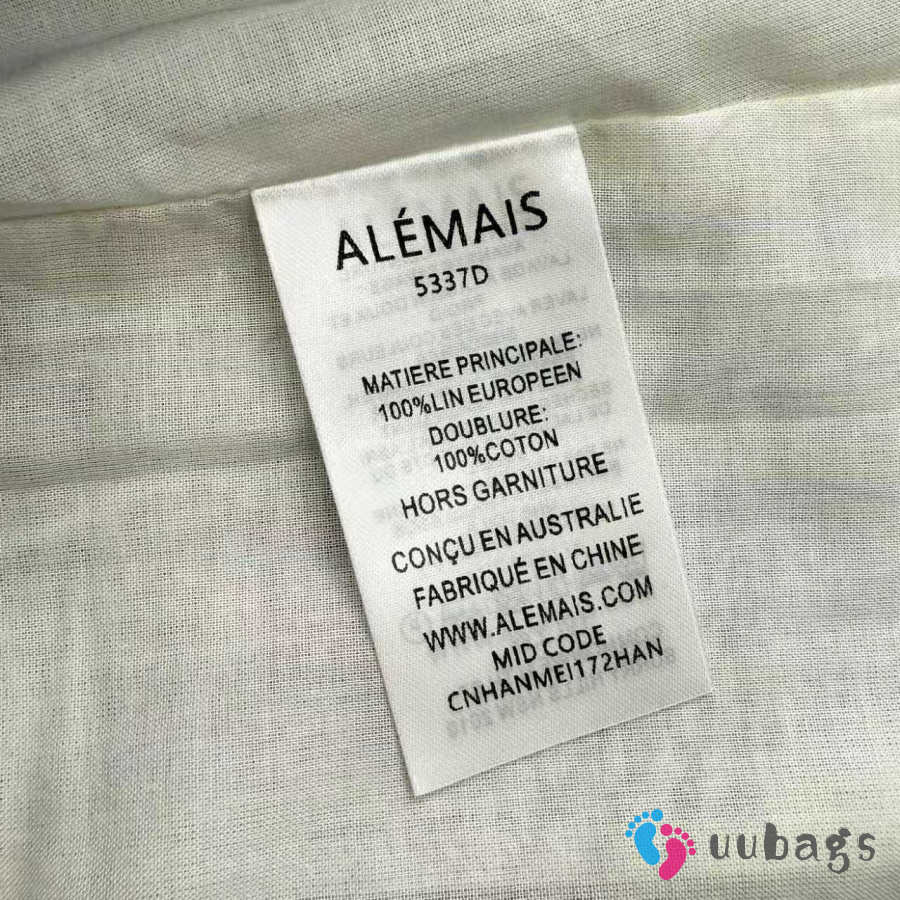 ALÉMAIS
5337D
MATIERE PRINCIPALE:
100%LIN EUROPEEN
DOUBLURE:
100%COTON
HORS GARNITURE
CONÇU EN AUSTRALIE
FABRIQUÉ EN CHINE
WWW.ALEMAIS.COM
MID CODE
CNHANMEI172HAN
uubags